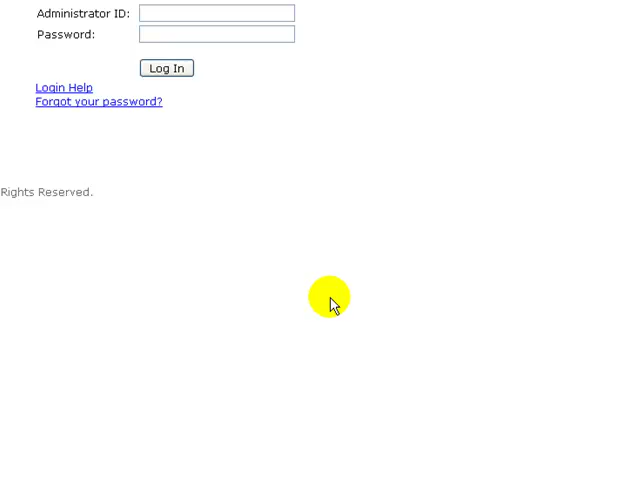 Administrator ID:
Password:
Log In
Login Help
Forgot your password?
Rights Reserved.